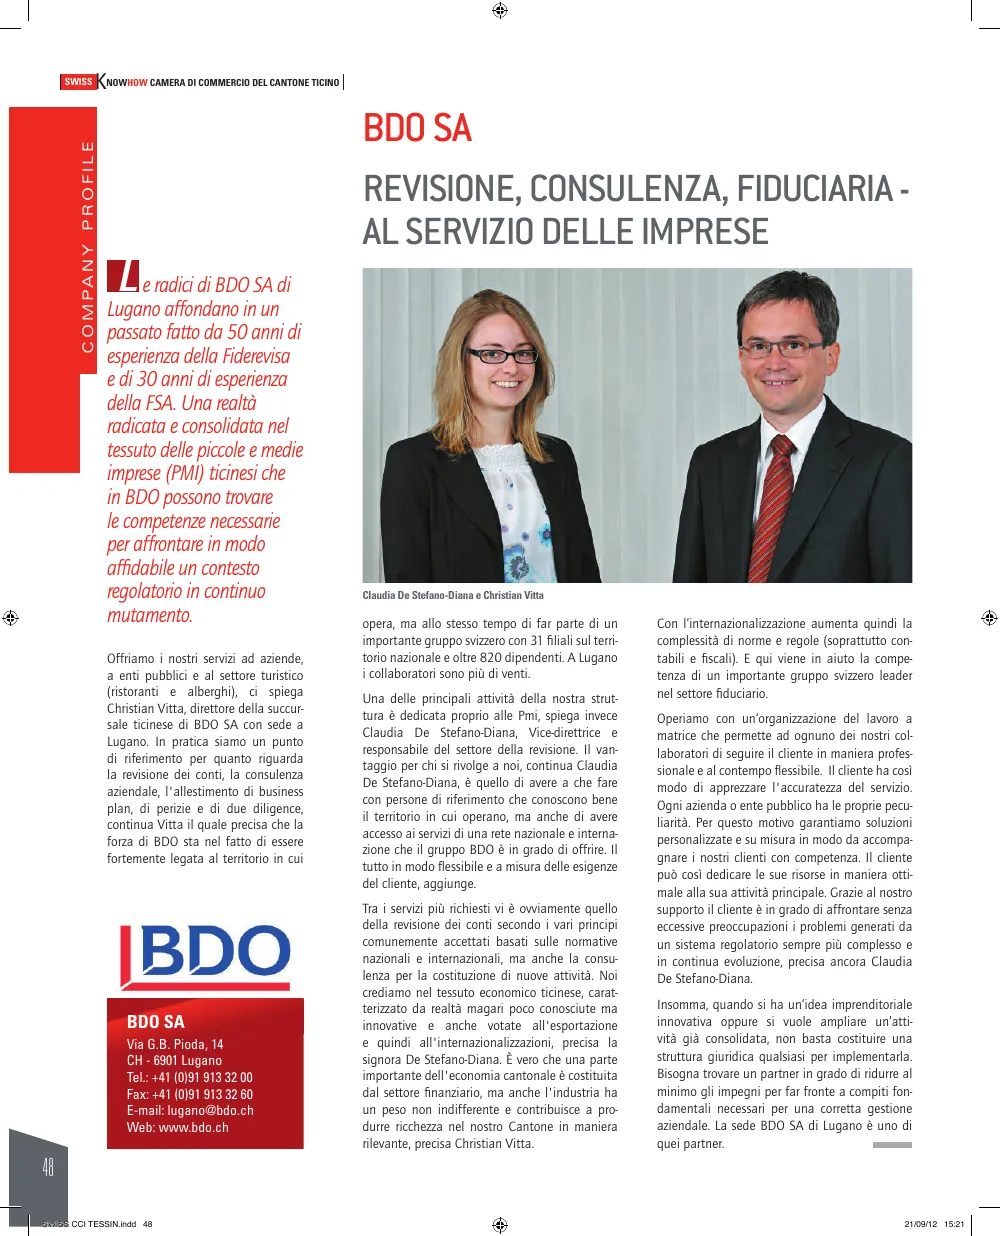 SWISS KNOWHOW CAMERA DI COMMERCIO DEL CANTONE TICINO
COMPANY PROFILE
BDO SA
REVISIONE, CONSULENZA, FIDUCIARIA -
AL SERVIZIO DELLE IMPRESE
Le radici di BDO SA di
Lugano affondano in un
passato fatto da 50 anni di
esperienza della Fiderevisa
e di 30 anni di esperienza
della FSA. Una realtà
radicata e consolidata nel
tessuto delle piccole e medie
imprese (PMI) ticinesi che
in BDO possono trovare
le competenze necessarie
per affrontare in modo
affidabile un contesto
regolatorio in continuo
mutamento.
Offriamo i nostri servizi ad aziende,
a enti pubblici e al settore turistico
(ristoranti e alberghi), ci spiega
Christian Vitta, direttore della succur-
sale ticinese di BDO SA con sede a
Lugano. In pratica siamo un punto
di riferimento per quanto riguarda
la revisione dei conti, la consulenza
aziendale, l'allestimento di business
plan, di perizie e di due diligence,
continua Vitta il quale precisa che la
forza di BDO sta nel fatto di essere
fortemente legata al territorio in cui
BDO
BDO SA
Via G.B. Pioda, 14
CH - 6901 Lugano
Tel.: +41 (0)91 913 32 00
Fax: +41 (0)91 913 32 60
E-mail: lugano@bdo.ch
Web: www.bdo.ch
Claudia De Stefano-Diana e Christian Vitta
opera, ma allo stesso tempo di far parte di un
importante gruppo svizzero con 31 filiali sul terri-
torio nazionale e oltre 820 dipendenti. A Lugano
i collaboratori sono più di venti.
Una delle principali attività della nostra strut-
tura è dedicata proprio alle Pmi, spiega invece
Claudia De Stefano-Diana, Vice-direttrice e
responsabile del settore della revisione. Il van-
taggio per chi si rivolge a noi, continua Claudia
De Stefano-Diana, è quello di avere a che fare
con persone di riferimento che conoscono bene
il territorio in cui operano, ma anche di avere
accesso ai servizi di una rete nazionale e interna-
zione che il gruppo BDO è in grado di offrire. Il
tutto in modo flessibile e a misura delle esigenze
del cliente, aggiunge.
Tra i servizi più richiesti vi è ovviamente quello
della revisione dei conti secondo i vari principi
comunemente accettati basati sulle normative
nazionali e internazionali, ma anche la consu-
lenza per la costituzione di nuove attività. Noi
crediamo nel tessuto economico ticinese, carat-
terizzato da realtà magari poco conosciute ma
innovative e anche votate all'esportazione
e quindi all'internazionalizzazioni, precisa la
signora De Stefano-Diana. È vero che una parte
importante dell'economia cantonale è costituita
dal settore finanziario, ma anche l'industria ha
un peso non indifferente e contribuisce a pro-
durre ricchezza nel nostro Cantone in maniera
rilevante, precisa Christian Vitta.
Con l'internazionalizzazione aumenta quindi la
complessità di norme e regole (soprattutto con-
tabili e fiscali). E qui viene in aiuto la compe-
tenza di un importante gruppo svizzero leader
nel settore fiduciario.
Operiamo con un'organizzazione del lavoro a
matrice che permette ad ognuno dei nostri col-
laboratori di seguire il cliente in maniera profes-
sionale e al contempo flessibile. Il cliente ha così
modo di apprezzare l'accuratezza del servizio.
Ogni azienda o ente pubblico ha le proprie pecu-
liarità. Per questo motivo garantiamo soluzioni
personalizzate e su misura in modo da accompa-
gnare i nostri clienti con competenza. Il cliente
può così dedicare le sue risorse in maniera otti-
male alla sua attività principale. Grazie al nostro
supporto il cliente è in grado di affrontare senza
eccessive preoccupazioni i problemi generati da
un sistema regolatorio sempre più complesso e
in continua evoluzione, precisa ancora Claudia
De Stefano-Diana.
Insomma, quando si ha un'idea imprenditoriale
innovativa oppure si vuole ampliare un'atti-
vità già consolidata, non basta costituire una
struttura giuridica qualsiasi per implementarla.
Bisogna trovare un partner in grado di ridurre al
minimo gli impegni per far fronte a compiti fon-
damentali necessari per una corretta gestione
aziendale. La sede BDO SA di Lugano è uno di
quei partner.
48
SWISS CCI TESSIN.indd 48
21/09/12 15:21